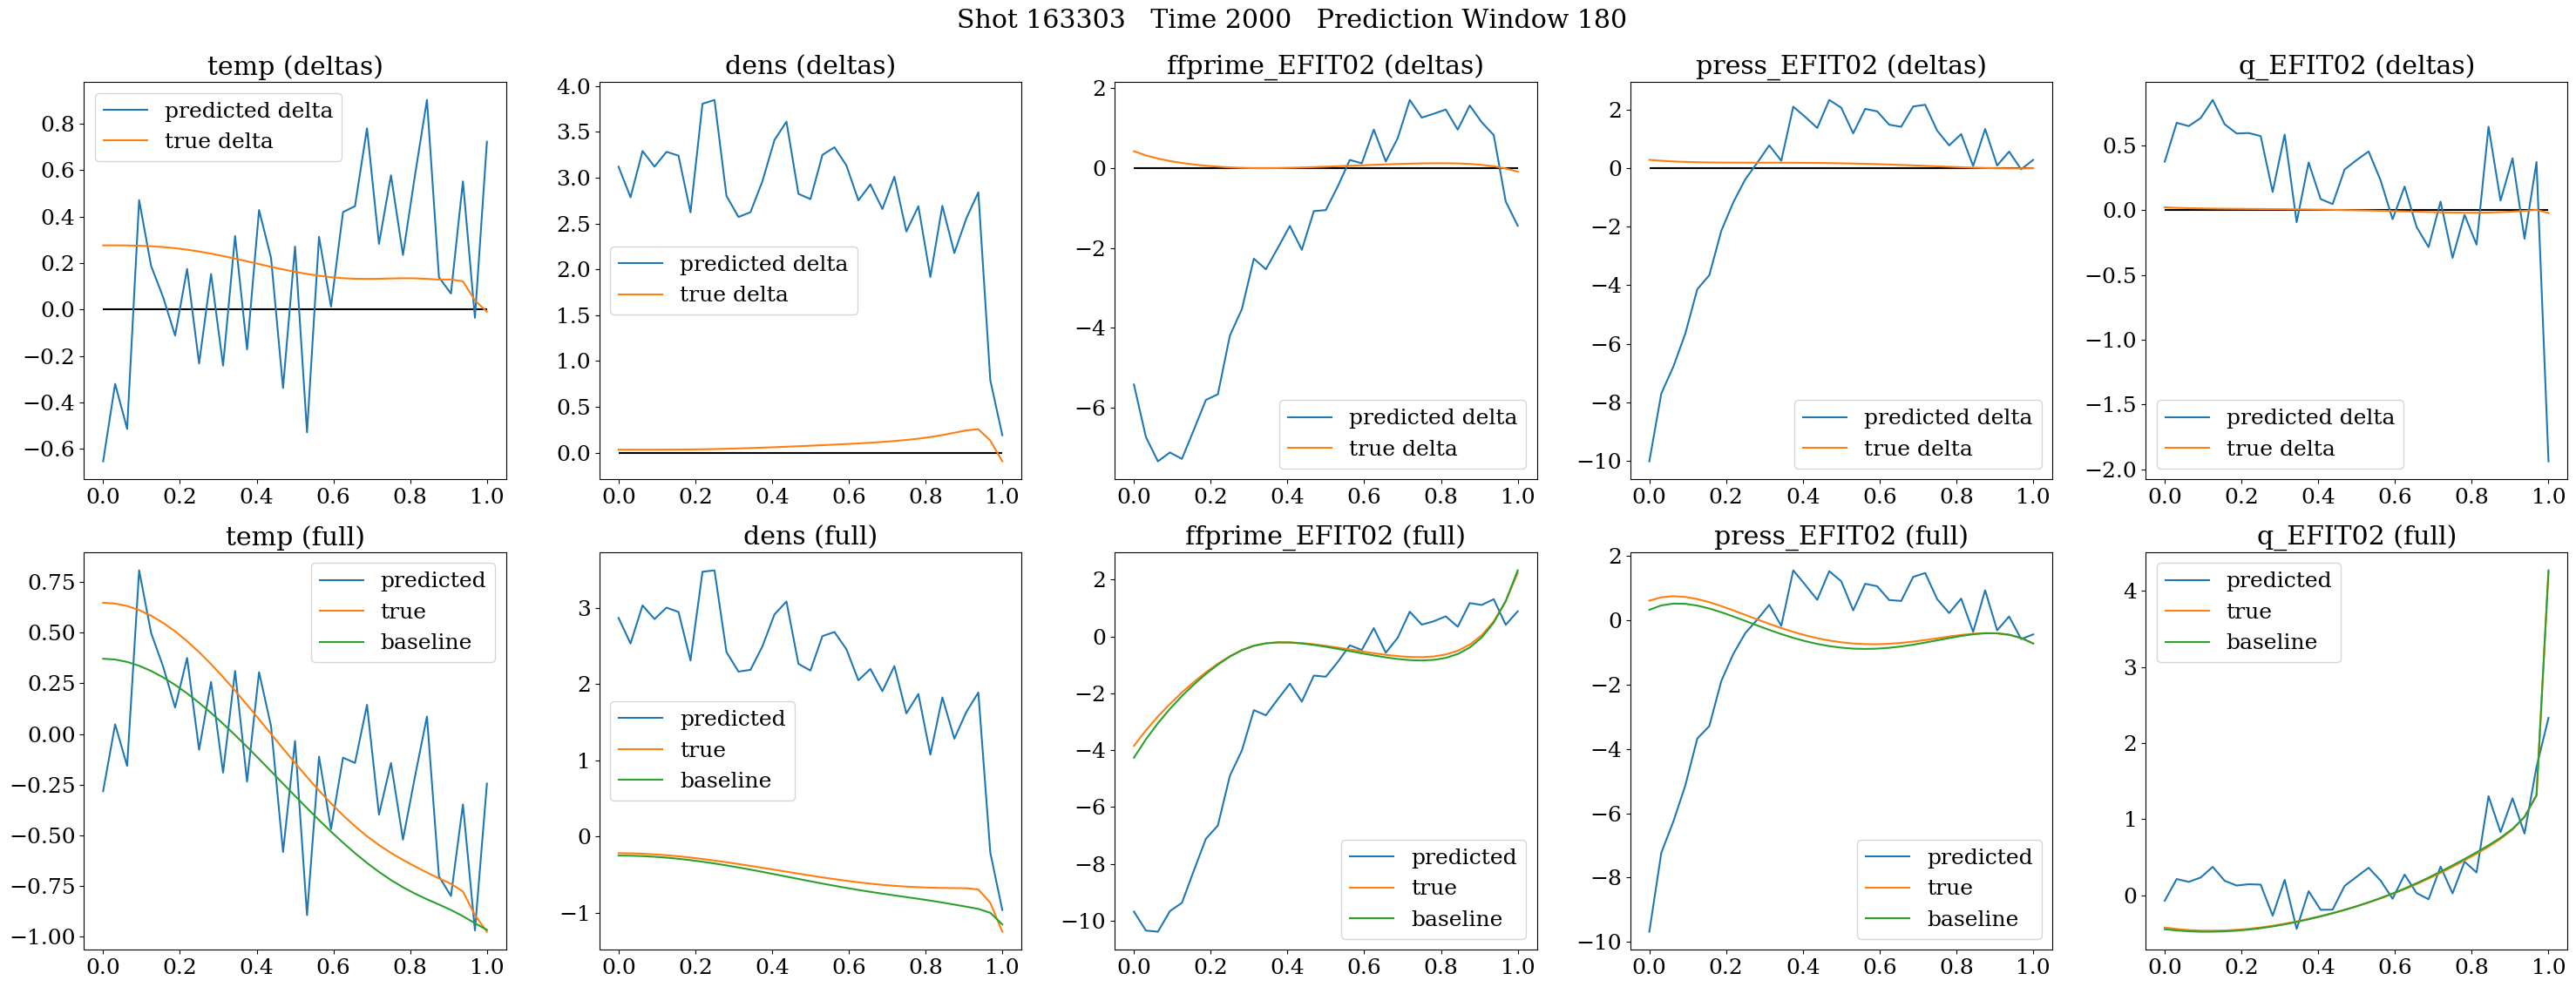 Shot 163303   Time 2000   Prediction Window 180
temp (deltas)
predicted delta
true delta
0.8
0.6
0.4
0.2
0.0
−0.2
−0.4
−0.6
0.0 0.2 0.4 0.6 0.8 1.0
dens (deltas)
4.0
3.5
3.0
2.5
2.0
1.5
1.0
0.5
0.0
predicted delta
true delta
0.0 0.2 0.4 0.6 0.8 1.0
ffprime_EFIT02 (deltas)
2
0
−2
−4
−6
predicted delta
true delta
0.0 0.2 0.4 0.6 0.8 1.0
press_EFIT02 (deltas)
2
0
−2
−4
−6
−8
−10
predicted delta
true delta
0.0 0.2 0.4 0.6 0.8 1.0
q_EFIT02 (deltas)
0.5
0.0
−0.5
−1.0
−1.5
−2.0
predicted delta
true delta
0.0 0.2 0.4 0.6 0.8 1.0
temp (full)
predicted
true
baseline
0.75
0.50
0.25
0.00
−0.25
−0.50
−0.75
−1.00
0.0 0.2 0.4 0.6 0.8 1.0
dens (full)
3
2
1
0
−1
predicted
true
baseline
0.0 0.2 0.4 0.6 0.8 1.0
ffprime_EFIT02 (full)
2
0
−2
−4
−6
−8
−10
predicted
true
baseline
0.0 0.2 0.4 0.6 0.8 1.0
press_EFIT02 (full)
2
0
−2
−4
−6
−8
−10
predicted
true
baseline
0.0 0.2 0.4 0.6 0.8 1.0
q_EFIT02 (full)
predicted
true
baseline
4
3
2
1
0
0.0 0.2 0.4 0.6 0.8 1.0